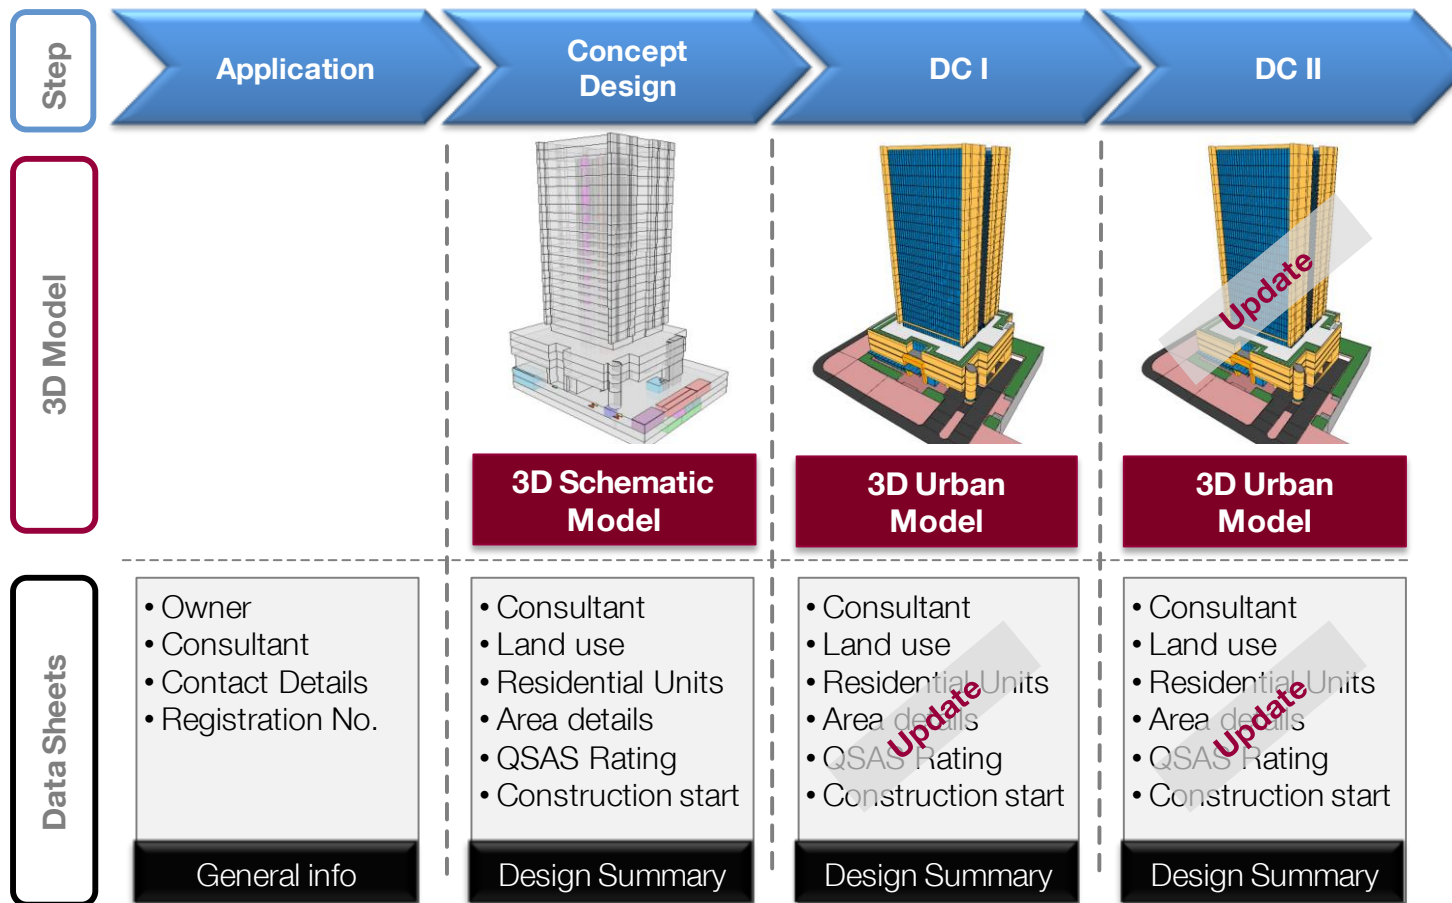 Step
Application
Concept
Design
DC I
DC II
3D Model
Update
3D Schematic
Model
3D Urban
Model
3D Urban
Model
Data Sheets
• Owner
• Consultant
• Contact Details
• Registration No.
General info
• Consultant
• Land use
• Residential Units
• Area details
• QSAS Rating
• Construction start
Design Summary
• Consultant
• Land use
• Residential Units
• Area details
• QSAS Rating
• Construction start
Update
Design Summary
• Consultant
• Land use
• Residential Units
• Area details
• QSAS Rating
• Construction start
Update
Design Summary